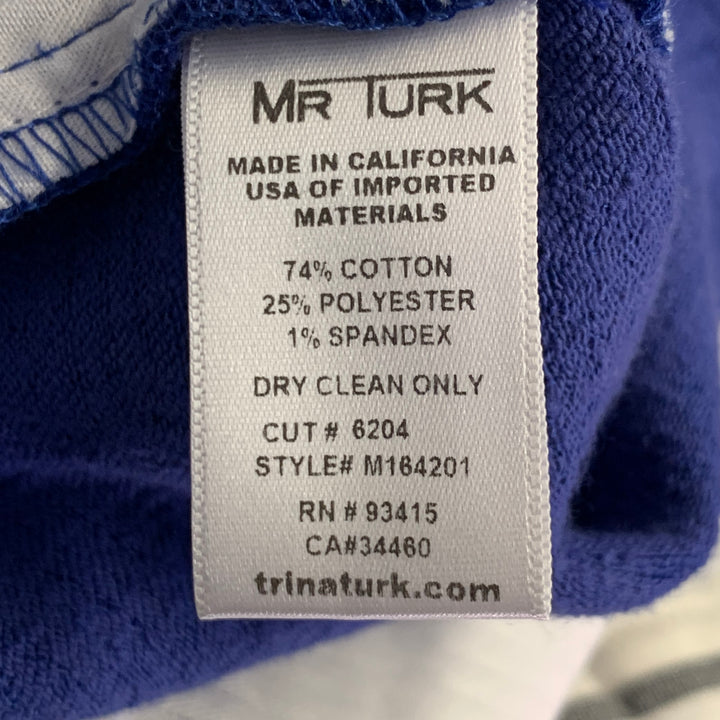 MR TURK
MADE IN CALIFORNIA
USA OF IMPORTED
MATERIALS
74% COTTON
25% POLYESTER
1% SPANDEX
DRY CLEAN ONLY
CUT # 6204
STYLE# M164201
RN # 93415
CA#34460
trinaturk.com